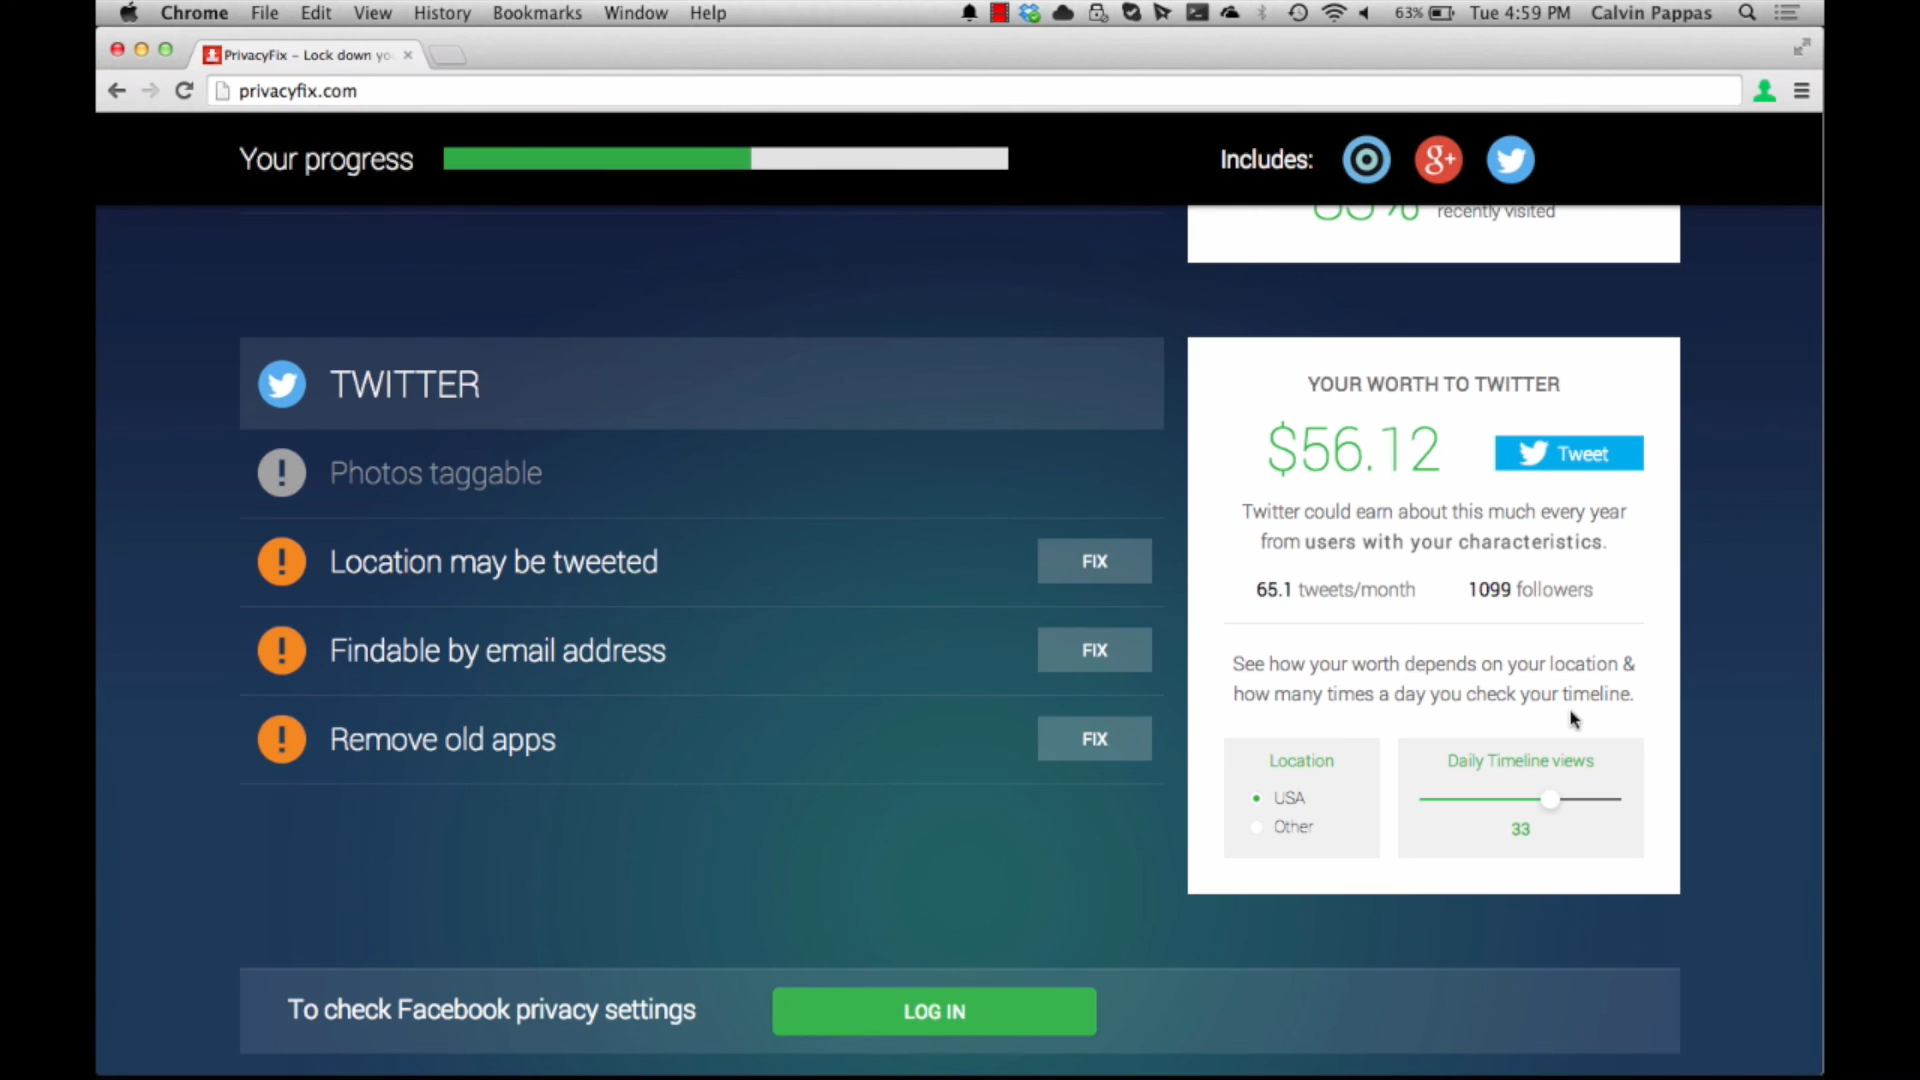 Chrome File Edit View History Bookmarks Window Help
63% Tue 4:59 PM Calvin Pappas
PrivacyFix – Lock down yo
privacyfix.com
Your progress
Includes:
g+
recently visited
TWITTER
Photos taggable
Location may be tweeted
FIX
Findable by email address
FIX
Remove old apps
FIX
YOUR WORTH TO TWITTER
$56.12
Tweet
Twitter could earn about this much every year
from users with your characteristics.
65.1 tweets/month 1099 followers
See how your worth depends on your location &
how many times a day you check your timeline.
Location
USA
Other
Daily Timeline views
33
To check Facebook privacy settings
LOG IN